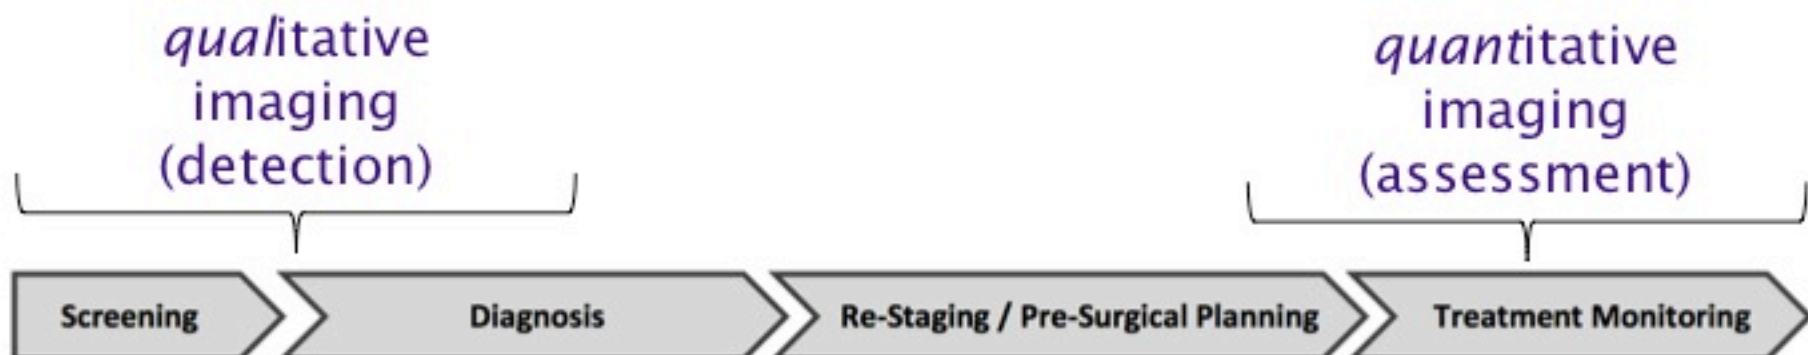 qualitative
imaging
(detection)
quantitative
imaging
(assessment)
Screening
Diagnosis
Re-Staging / Pre-Surgical Planning
Treatment Monitoring